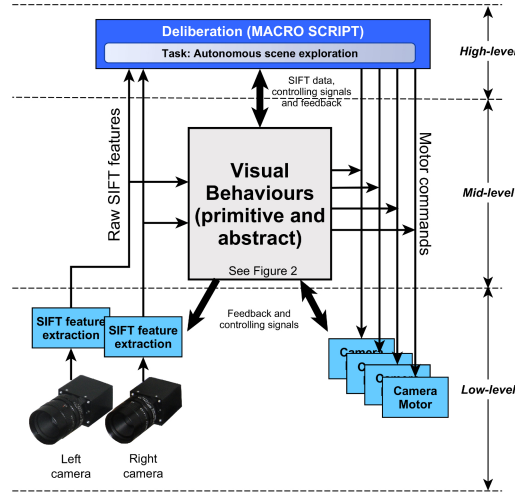 Deliberation (MACRO SCRIPT)
Task: Autonomous scene exploration
High-level
SIFT data,
controlling signals
and feedback
Raw SIFT features
Visual
Behaviours
(primitive and
abstract)
See Figure 2
Motor commands
Mid-level
Feedback and
controlling signals
SIFT feature
extraction
SIFT feature
extraction
Camera
Camera
Motor
Low-level
Left
camera
Right
camera